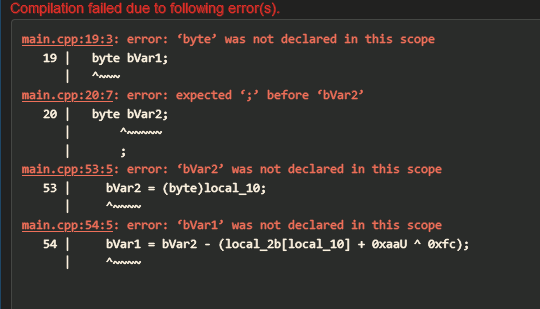 Compilation failed due to following error(s).
main.cpp:19:3: error: ‘byte’ was not declared in this scope
   19 |   byte bVar1;
      |   ^~~~
main.cpp:20:7: error: expected ‘;’ before ‘bVar2’
   20 |   byte bVar2;
      |       ^~~~~~
      |       ;
main.cpp:53:5: error: ‘bVar2’ was not declared in this scope
   53 |     bVar2 = (byte)local_10;
      |     ^~~~~
main.cpp:54:5: error: ‘bVar1’ was not declared in this scope
   54 |     bVar1 = bVar2 - (local_2b[local_10] + 0xaaU ^ 0xfc);
      |     ^~~~~